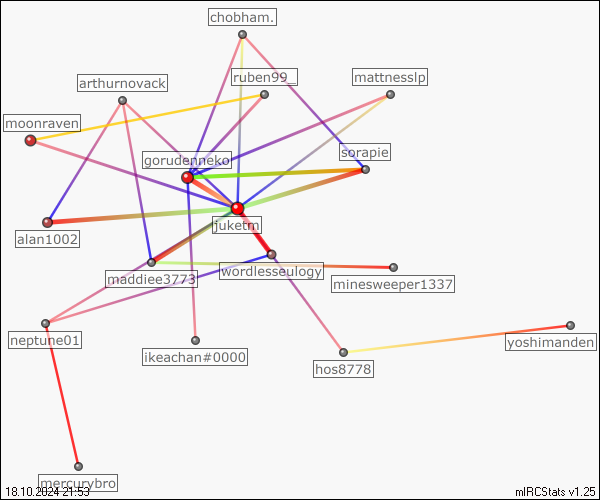 chobham.
ruben99_
mattnesslp
arthurnovack
moonraven
gorudenneko
sorapie
juketm
alan1002
maddiee3773
wordlesseulogy
minesweeper1337
neptune01
ikeachan#0000
hos8778
yoshimanden
mercurybro
18.10.2024 21:53
mIRCStats v1.25